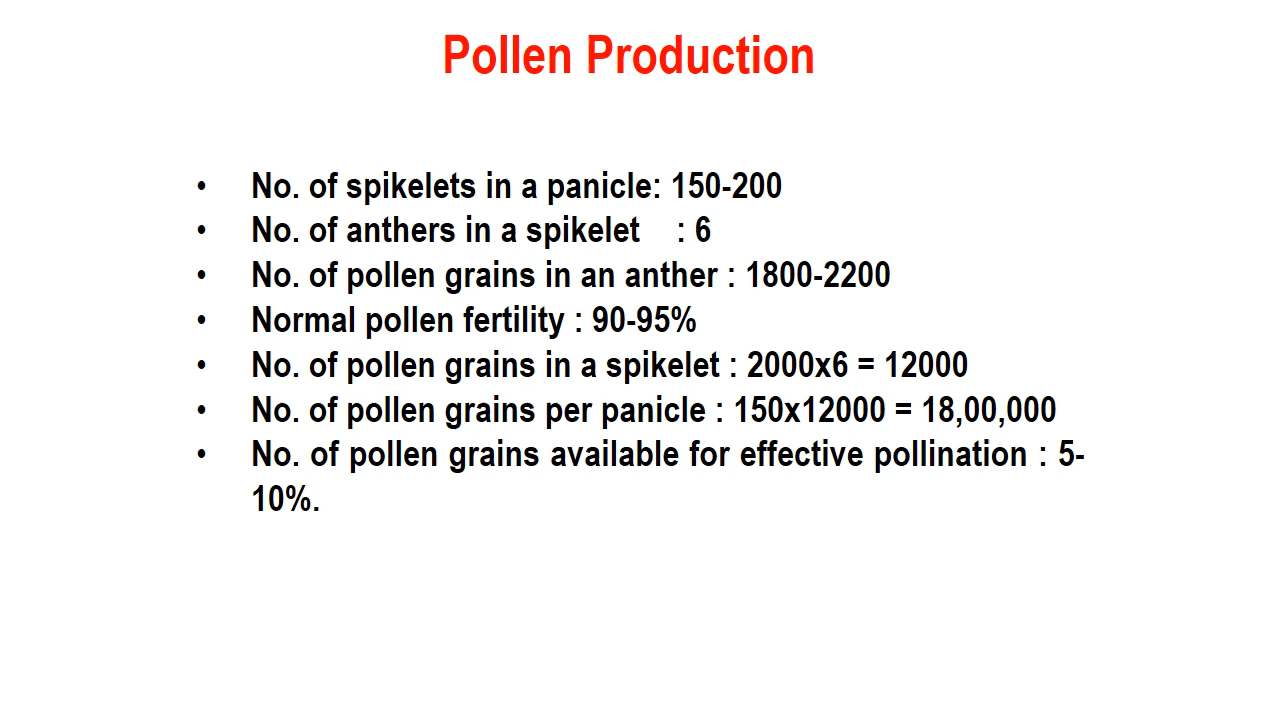 Pollen Production
• No. of spikelets in a panicle: 150-200
• No. of anthers in a spikelet : 6
• No. of pollen grains in an anther : 1800-2200
• Normal pollen fertility : 90-95%
• No. of pollen grains in a spikelet : 2000x6 = 12000
• No. of pollen grains per panicle : 150x12000 = 18,00,000
• No. of pollen grains available for effective pollination : 5-
10%.